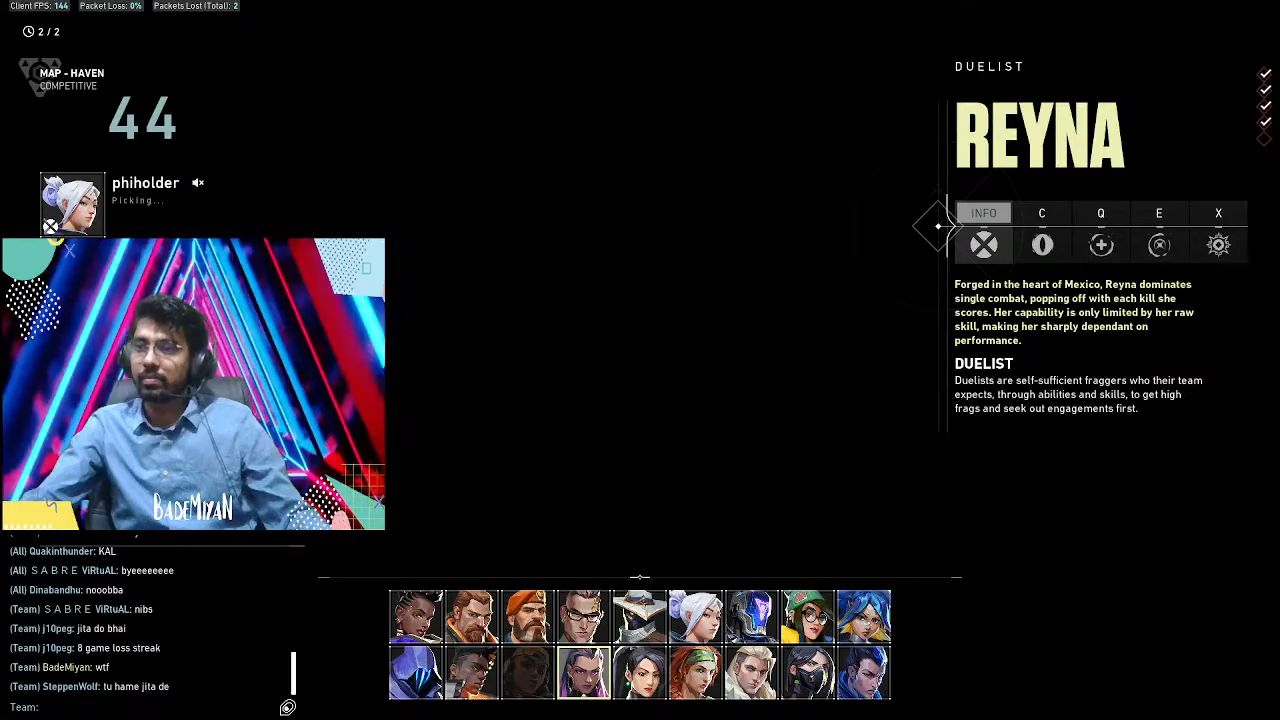 Client FPS: 144 Packet Loss: 0% Packets Lost (Total): 2
2 / 2
MAP - HAVEN
COMPETITIVE
44
phiholder
Picking...
DUELIST
REYNA
INFO C Q E X
Forged in the heart of Mexico, Reyna dominates
single combat, popping off with each kill she
scores. Her capability is only limited by her raw
skill, making her sharply dependant on
performance.
DUELIST
Duelists are self-sufficient fraggers who their team
expects, through abilities and skills, to get high
frags and seek out engagements first.
BADEMIYAN
(All) Quakinthunder: KAL
(All) S A B R E ViRtuAL: byeeeeeee
(All) Dinabandhu: nooobba
(Team) S A B R E ViRtuAL: nibs
(Team) j10peg: jita do bhai
(Team) j10peg: 8 game loss streak
(Team) BadeMiyan: wtf
(Team) SteppenWolf: tu hame jita de
Team: